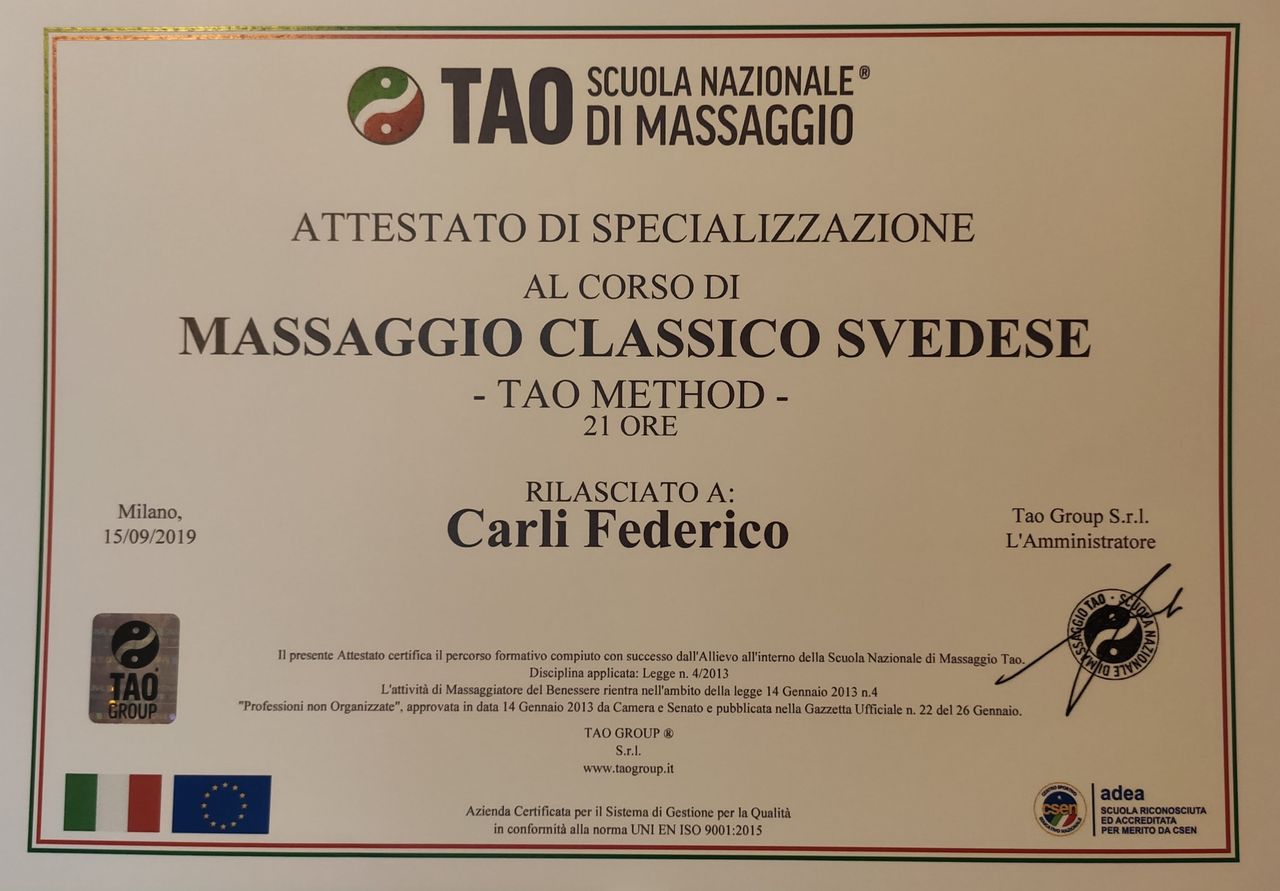 TAO SCUOLA NAZIONALE®
DI MASSAGGIO
ATTESTATO DI SPECIALIZZAZIONE
AL CORSO DI
MASSAGGIO CLASSICO SVEDESE
- TAO METHOD -
21 ORE
RILASCIATO A:
Carli Federico
Milano,
15/09/2019
Tao Group S.r.l.
L'Amministratore
SCUOLA NAZIONALE DI MASSAGGIO TAO -
TAO
GROUP
Il presente Attestato certifica il percorso formativo compiuto con successo dall'Allievo all'interno della Scuola Nazionale di Massaggio Tao.
Disciplina applicata: Legge n. 4/2013
L'attività di Massaggiatore del Benessere rientra nell'ambito della legge 14 Gennaio 2013 n.4
"Professioni non Organizzate", approvata in data 14 Gennaio 2013 da Camera e Senato e pubblicata nella Gazzetta Ufficiale n. 22 del 26 Gennaio.
TAO GROUP ®
S.r.l.
www.taogroup.it
Azienda Certificata per il Sistema di Gestione per la Qualità
in conformità alla norma UNI EN ISO 9001:2015
CENTRO SPORTIVO
csen
EDUCATIVO NAZIONALE
adea
SCUOLA RICONOSCIUTA
ED ACCREDITATA
PER MERITO DA CSEN